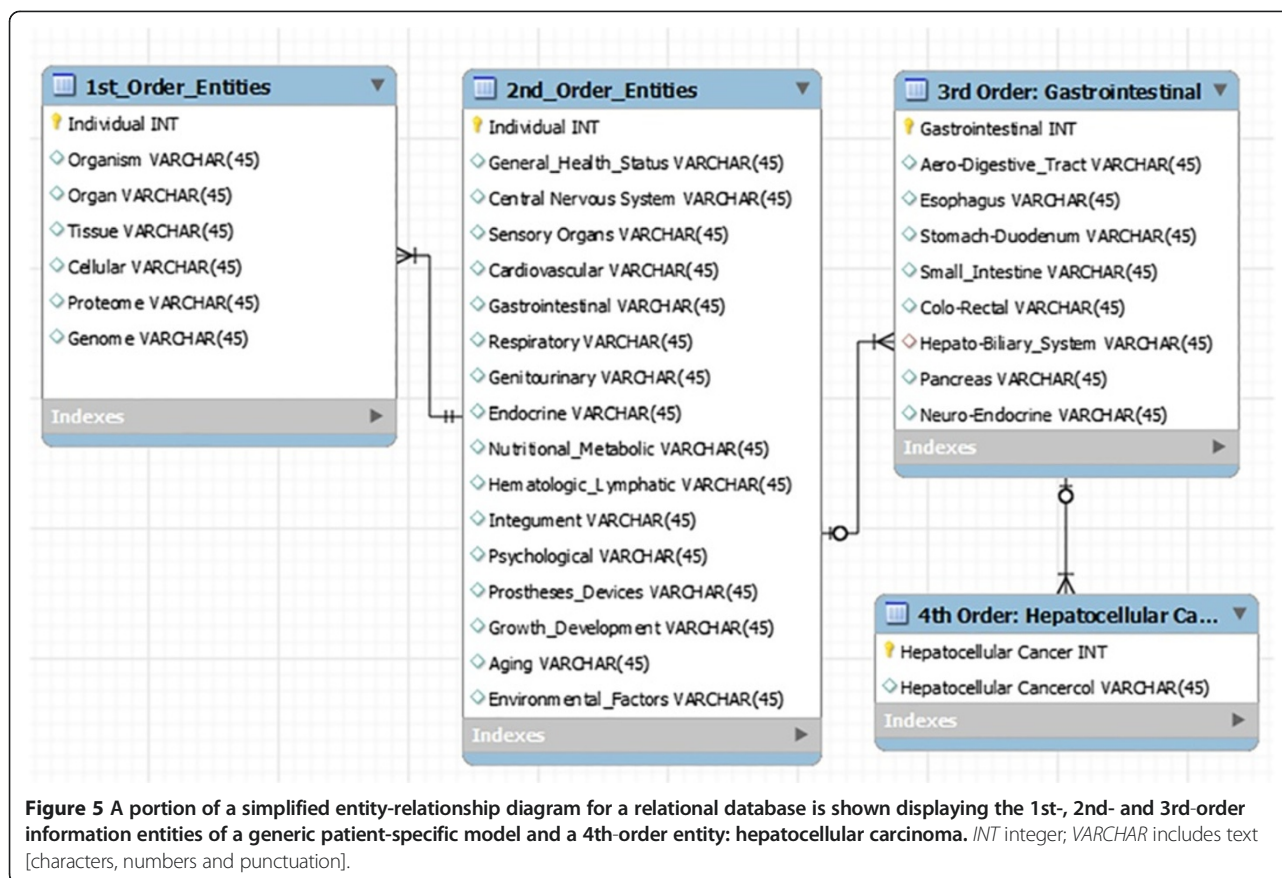 1st_Order_Entities
Individual INT
Organism VARCHAR(45)
Organ VARCHAR(45)
Tissue VARCHAR(45)
Cellular VARCHAR(45)
Proteome VARCHAR(45)
Genome VARCHAR(45)
Indexes
2nd_Order_Entities
Individual INT
General_Health_Status VARCHAR(45)
Central Nervous System VARCHAR(45)
Sensory Organs VARCHAR(45)
Cardiovascular VARCHAR(45)
Gastrointestinal VARCHAR(45)
Respiratory VARCHAR(45)
Genitourinary VARCHAR(45)
Endocrine VARCHAR(45)
Nutritional_Metabolic VARCHAR(45)
Hematologic_Lymphatic VARCHAR(45)
Integument VARCHAR(45)
Psychological VARCHAR(45)
Prostheses_Devices VARCHAR(45)
Growth_Development VARCHAR(45)
Aging VARCHAR(45)
Environmental_Factors VARCHAR(45)
Indexes
3rd Order: Gastrointestinal
Gastrointestinal INT
Aero-Digestive_Tract VARCHAR(45)
Esophagus VARCHAR(45)
Stomach-Duodenum VARCHAR(45)
Small_Intestine VARCHAR(45)
Colo-Rectal VARCHAR(45)
Hepato-Biliary_System VARCHAR(45)
Pancreas VARCHAR(45)
Neuro-Endocrine VARCHAR(45)
Indexes
4th Order: Hepatocellular Ca...
Hepatocellular Cancer INT
Hepatocellular Cancercol VARCHAR(45)
Indexes
Figure 5 A portion of a simplified entity-relationship diagram for a relational database is shown displaying the 1st-, 2nd- and 3rd-order
information entities of a generic patient-specific model and a 4th-order entity: hepatocellular carcinoma. INT integer; VARCHAR includes text
[characters, numbers and punctuation].